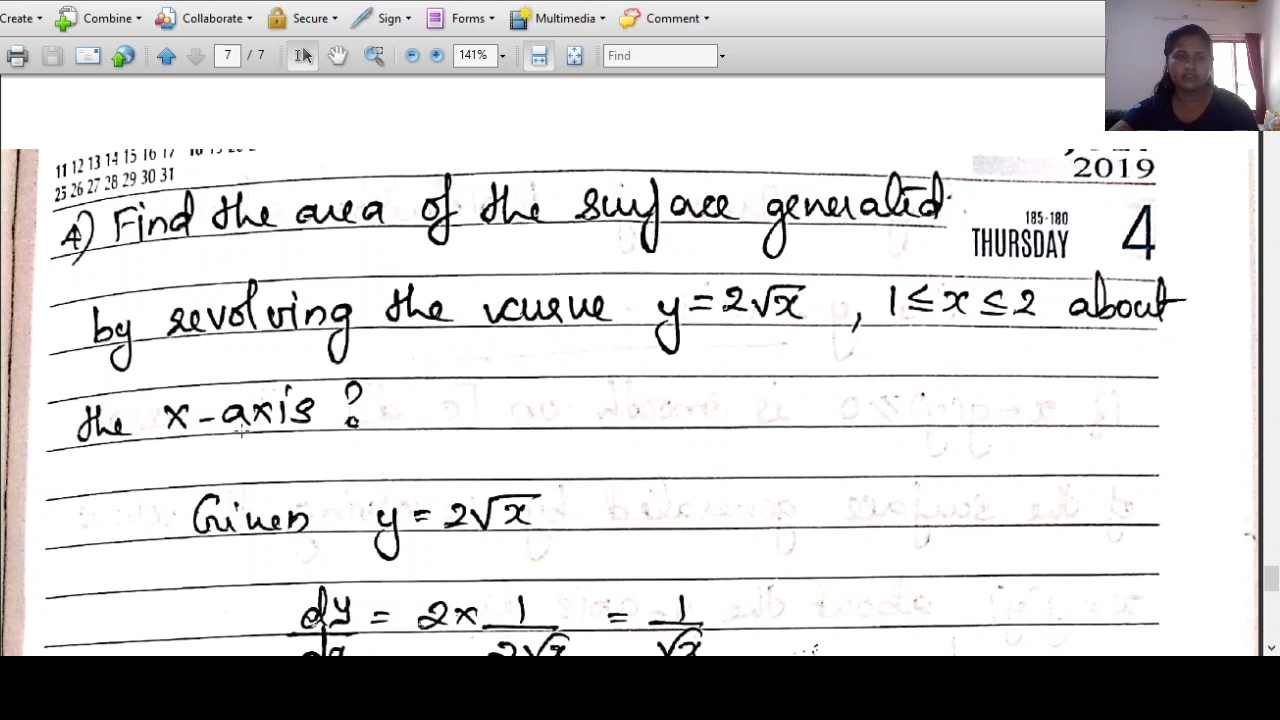 Create Combine Collaborate Secure Sign Forms Multimedia Comment
7 / 7 141% Find
11 12 13 14 15 16 17
25 26 27 28 29 30 31
2019
185-180
THURSDAY 4
4) Find the area of the surface generated
by revolving the curve y = 2√x , 1 ≤ x ≤ 2 about
the x-axis ?
Given y = 2√x
dy/dx = 2 x 1/2√x = 1/√x